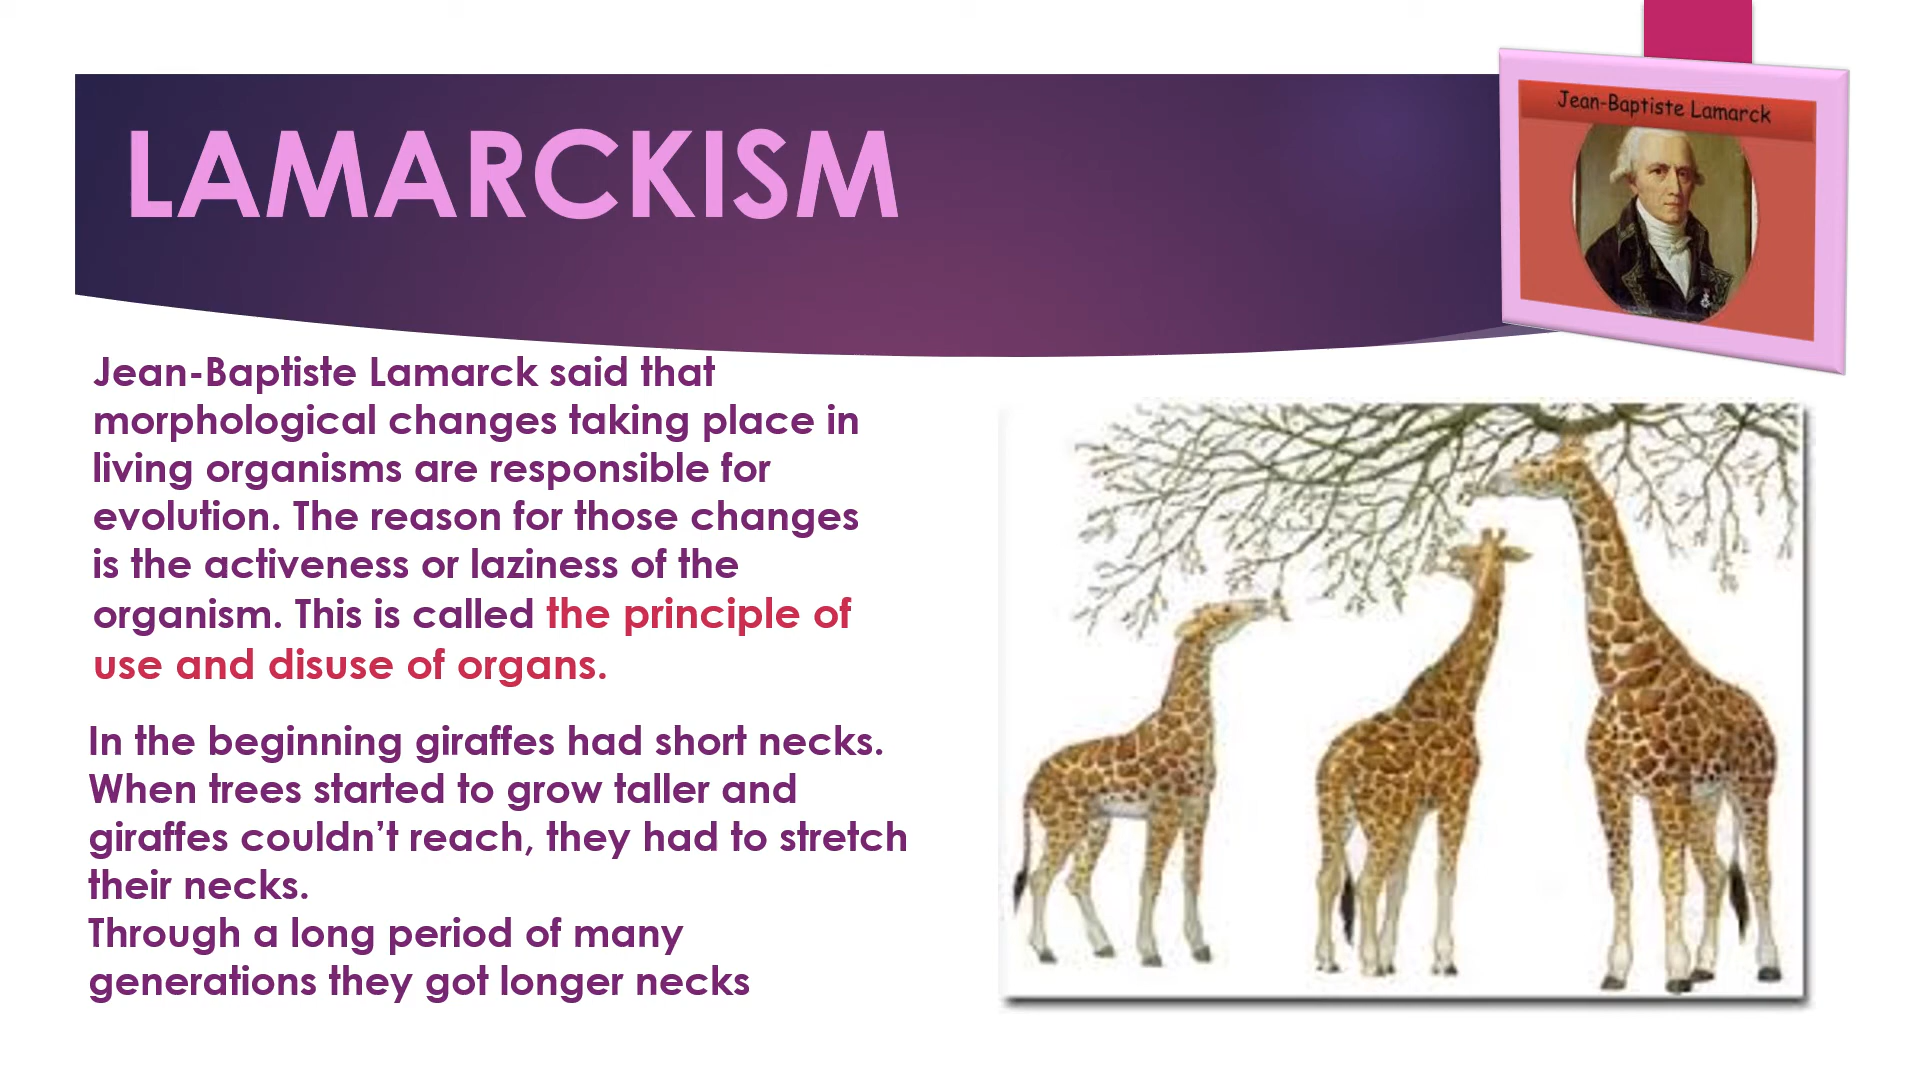 LAMARCKISM
Jean-Baptiste Lamarck
Jean-Baptiste Lamarck said that
morphological changes taking place in
living organisms are responsible for
evolution. The reason for those changes
is the activeness or laziness of the
organism. This is called the principle of
use and disuse of organs.
In the beginning giraffes had short necks.
When trees started to grow taller and
giraffes couldn’t reach, they had to stretch
their necks.
Through a long period of many
generations they got longer necks